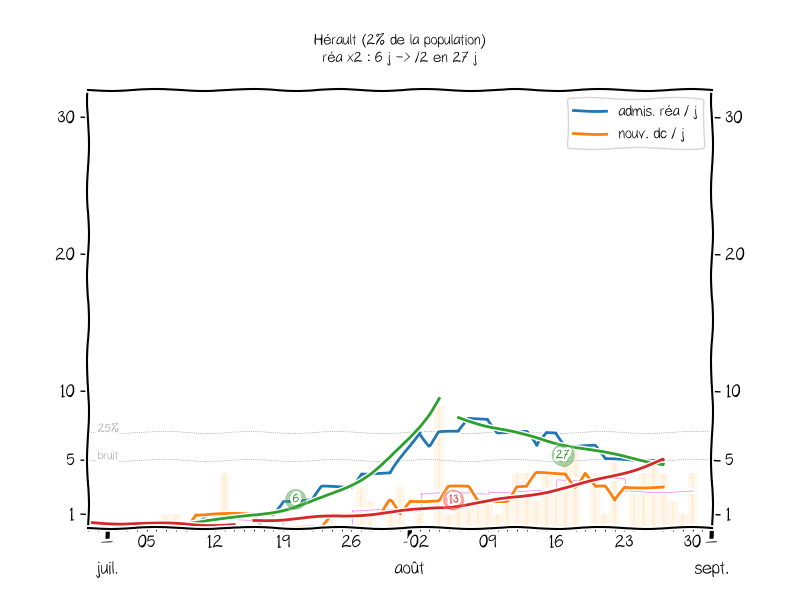 Hérault (2% de la population)
réa x2 : 6 j -> /2 en 27 j
admis. réa / j
nouv. dc / j
30
30
20
20
10
10
25%
5
bruit
5
27
6
13
1
1
05
12
19
26
02
09
16
23
30
juil.
août
sept.